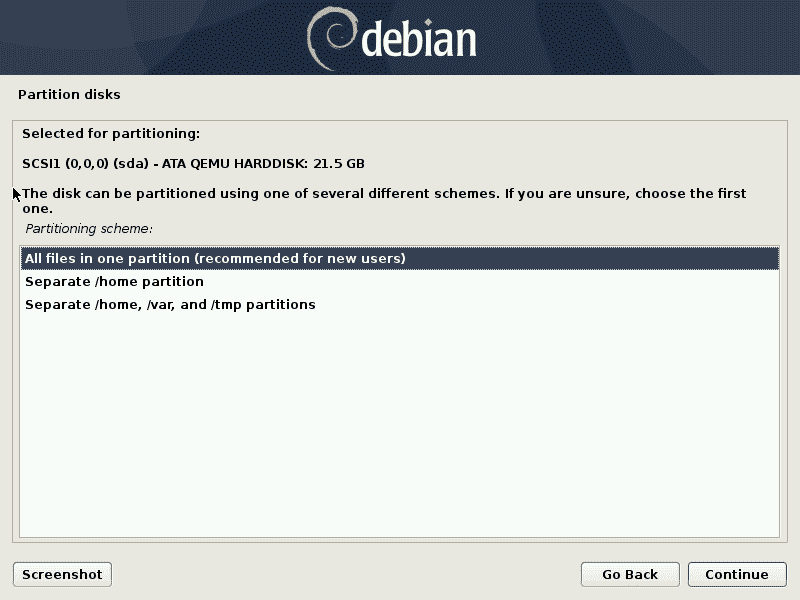 debian
Partition disks
Selected for partitioning:
SCSI1 (0,0,0) (sda) - ATA QEMU HARDDISK: 21.5 GB
The disk can be partitioned using one of several different schemes. If you are unsure, choose the first
one.
Partitioning scheme:
All files in one partition (recommended for new users)
Separate /home partition
Separate /home, /var, and /tmp partitions
Screenshot
Go Back
Continue